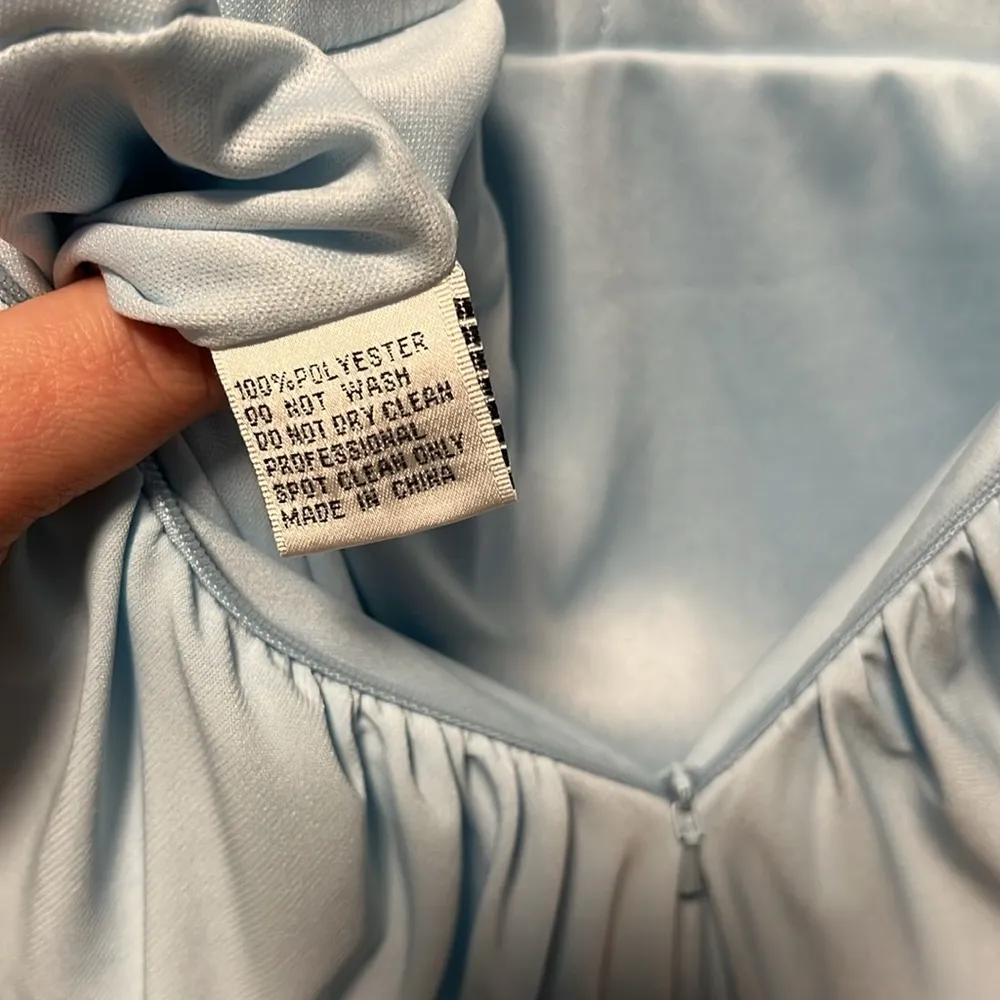 100%POLYESTER
DO NOT WASH
DO NOT DRY CLEAN
PROFESSIONAL
SPOT CLEAN ONLY
MADE IN CHINA